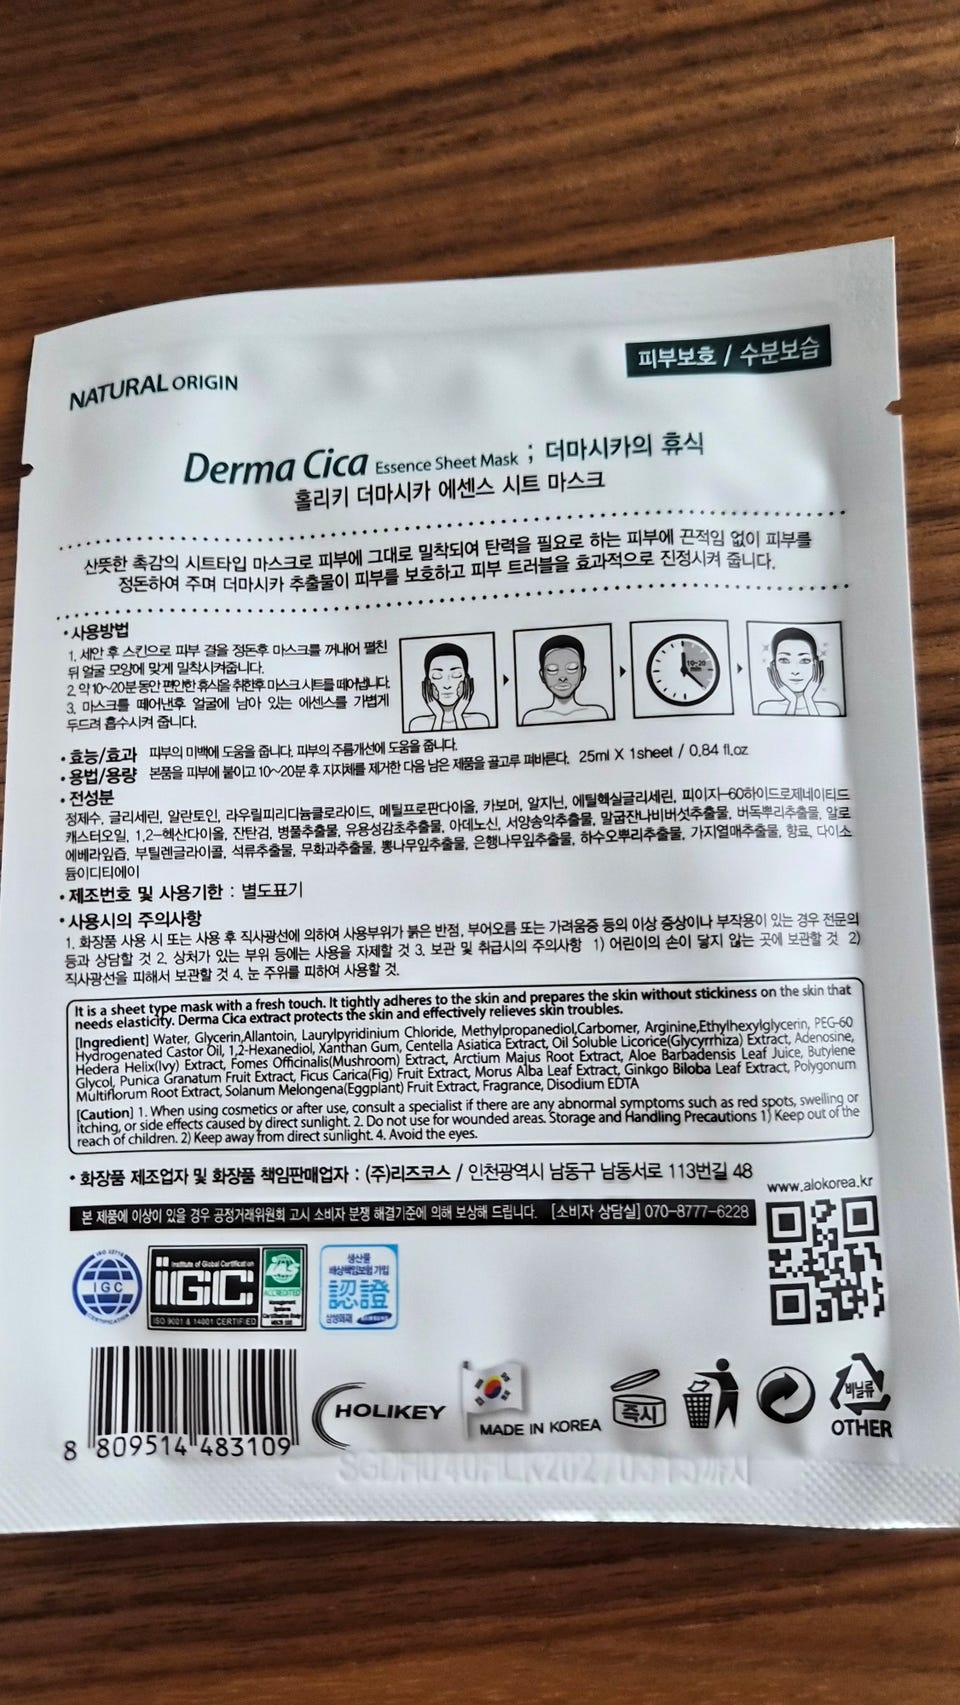 피부보호 / 수분보습
NATURAL ORIGIN
Derma Cica Essence Sheet Mask ; 더마시카의 휴식
홀리키 더마시카 에센스 시트 마스크
산뜻한 촉감의 시트타입 마스크로 피부에 그대로 밀착되어 탄력을 필요로 하는 피부에 끈적임 없이 피부를
정돈하여 주며 더마시카 추출물이 피부를 보호하고 피부 트러블을 효과적으로 진정시켜 줍니다.
• 사용방법
1. 세안 후 스킨으로 피부 결을 정돈후 마스크를 꺼내어 펼친
뒤 얼굴 모양에 맞게 밀착시켜줍니다.
2. 약 10~20분 동안 편안한 휴식을 취한후 마스크 시트를 떼어냅니다.
3. 마스크를 떼어낸후 얼굴에 남아 있는 에센스를 가볍게
두드려 흡수시켜 줍니다.
10~20 min
• 효능/효과 피부의 미백에 도움을 줍니다. 피부의 주름개선에 도움을 줍니다.
• 용법/용량 본품을 피부에 붙이고 10~20분 후 지지체를 제거한 다음 남은 제품을 골고루 펴바른다. 25ml X 1sheet / 0.84 fl.oz
• 전성분
정제수, 글리세린, 알란토인, 라우릴피리디늄클로라이드, 메틸프로판다이올, 카보머, 알지닌, 에틸헥실글리세린, 피이지-60하이드로제네이티드
캐스터오일, 1,2-헥산다이올, 잔탄검, 병풀추출물, 유용성감초추출물, 아데노신, 서양송악추출물, 말굽잔나비버섯추출물, 버독뿌리추출물, 알로
에베라잎즙, 부틸렌글라이콜, 석류추출물, 무화과추출물, 뽕나무잎추출물, 은행나무잎추출물, 하수오뿌리추출물, 가지열매추출물, 향료, 다이소
듐이디티에이
• 제조번호 및 사용기한 : 별도표기
• 사용시의 주의사항
1. 화장품 사용 시 또는 사용 후 직사광선에 의하여 사용부위가 붉은 반점, 부어오름 또는 가려움증 등의 이상 증상이나 부작용이 있는 경우 전문의
등과 상담할 것 2. 상처가 있는 부위 등에는 사용을 자제할 것 3. 보관 및 취급시의 주의사항 1) 어린이의 손이 닿지 않는 곳에 보관할 것 2)
직사광선을 피해서 보관할 것 4. 눈 주위를 피하여 사용할 것.
It is a sheet type mask with a fresh touch. It tightly adheres to the skin and prepares the skin without stickiness on the skin that
needs elasticity. Derma Cica extract protects the skin and effectively relieves skin troubles.
[Ingredient] Water, Glycerin,Allantoin, Laurylpyridinium Chloride, Methylpropanediol,Carbomer, Arginine,Ethylhexylglycerin, PEG-60
Hydrogenated Castor Oil, 1,2-Hexanediol, Xanthan Gum, Centella Asiatica Extract, Oil Soluble Licorice(Glycyrrhiza) Extract, Adenosine,
Hedera Helix(Ivy) Extract, Fomes Officinalis(Mushroom) Extract, Arctium Majus Root Extract, Aloe Barbadensis Leaf Juice, Butylene
Glycol, Punica Granatum Fruit Extract, Ficus Carica(Fig) Fruit Extract, Morus Alba Leaf Extract, Ginkgo Biloba Leaf Extract, Polygonum
Multiflorum Root Extract, Solanum Melongena(Eggplant) Fruit Extract, Fragrance, Disodium EDTA
[Caution] 1. When using cosmetics or after use, consult a specialist if there are any abnormal symptoms such as red spots, swelling or
itching, or side effects caused by direct sunlight. 2. Do not use for wounded areas. Storage and Handling Precautions 1) Keep out of the
reach of children. 2) Keep away from direct sunlight. 4. Avoid the eyes.
• 화장품 제조업자 및 화장품 책임판매업자 : (주)리즈코스 / 인천광역시 남동구 남동서로 113번길 48
www.alokorea.kr
본 제품에 이상이 있을 경우 공정거래위원회 고시 소비자 분쟁 해결기준에 의해 보상해 드립니다. [소비자 상담실] 070-8777-6228
ISO 22716
IGC
CERTIFICATION
Institute of Global Certification
iGC
ISO 9001 & 14001 CERTIFIED
ACCREDITED
Management
Systems
Certification Body
생산물
배상책임보험 가입
認證
삼성화재
8 809514 483109
HOLIKEY
MADE IN KOREA
즉시
비닐류
OTHER